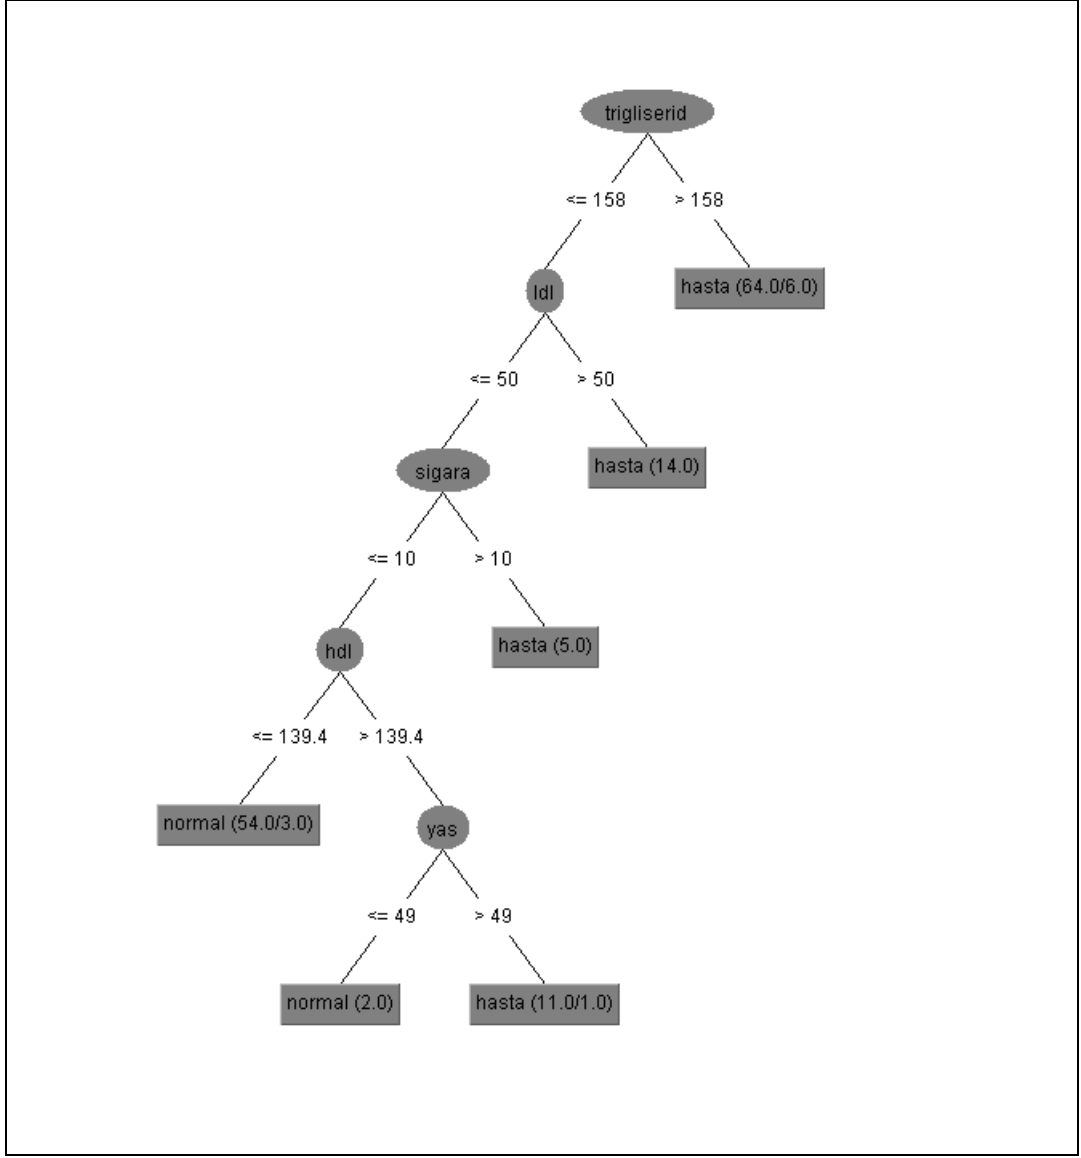 trigliserid
<= 158
> 158
ldl
hasta (64.0/6.0)
<= 50
> 50
sigara
hasta (14.0)
<= 10
> 10
hdl
hasta (5.0)
<= 139.4
> 139.4
normal (54.0/3.0)
yas
<= 49
> 49
normal (2.0)
hasta (11.0/1.0)